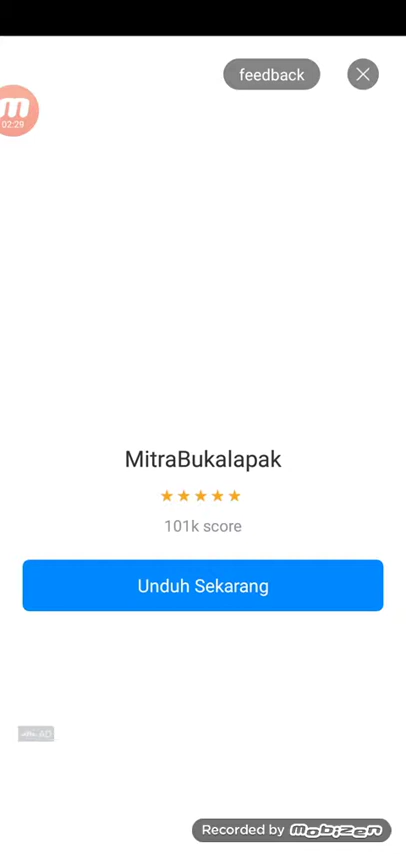 feedback
m
02:29
MitraBukalapak
101k score
Unduh Sekarang
AD
Recorded by mobizen